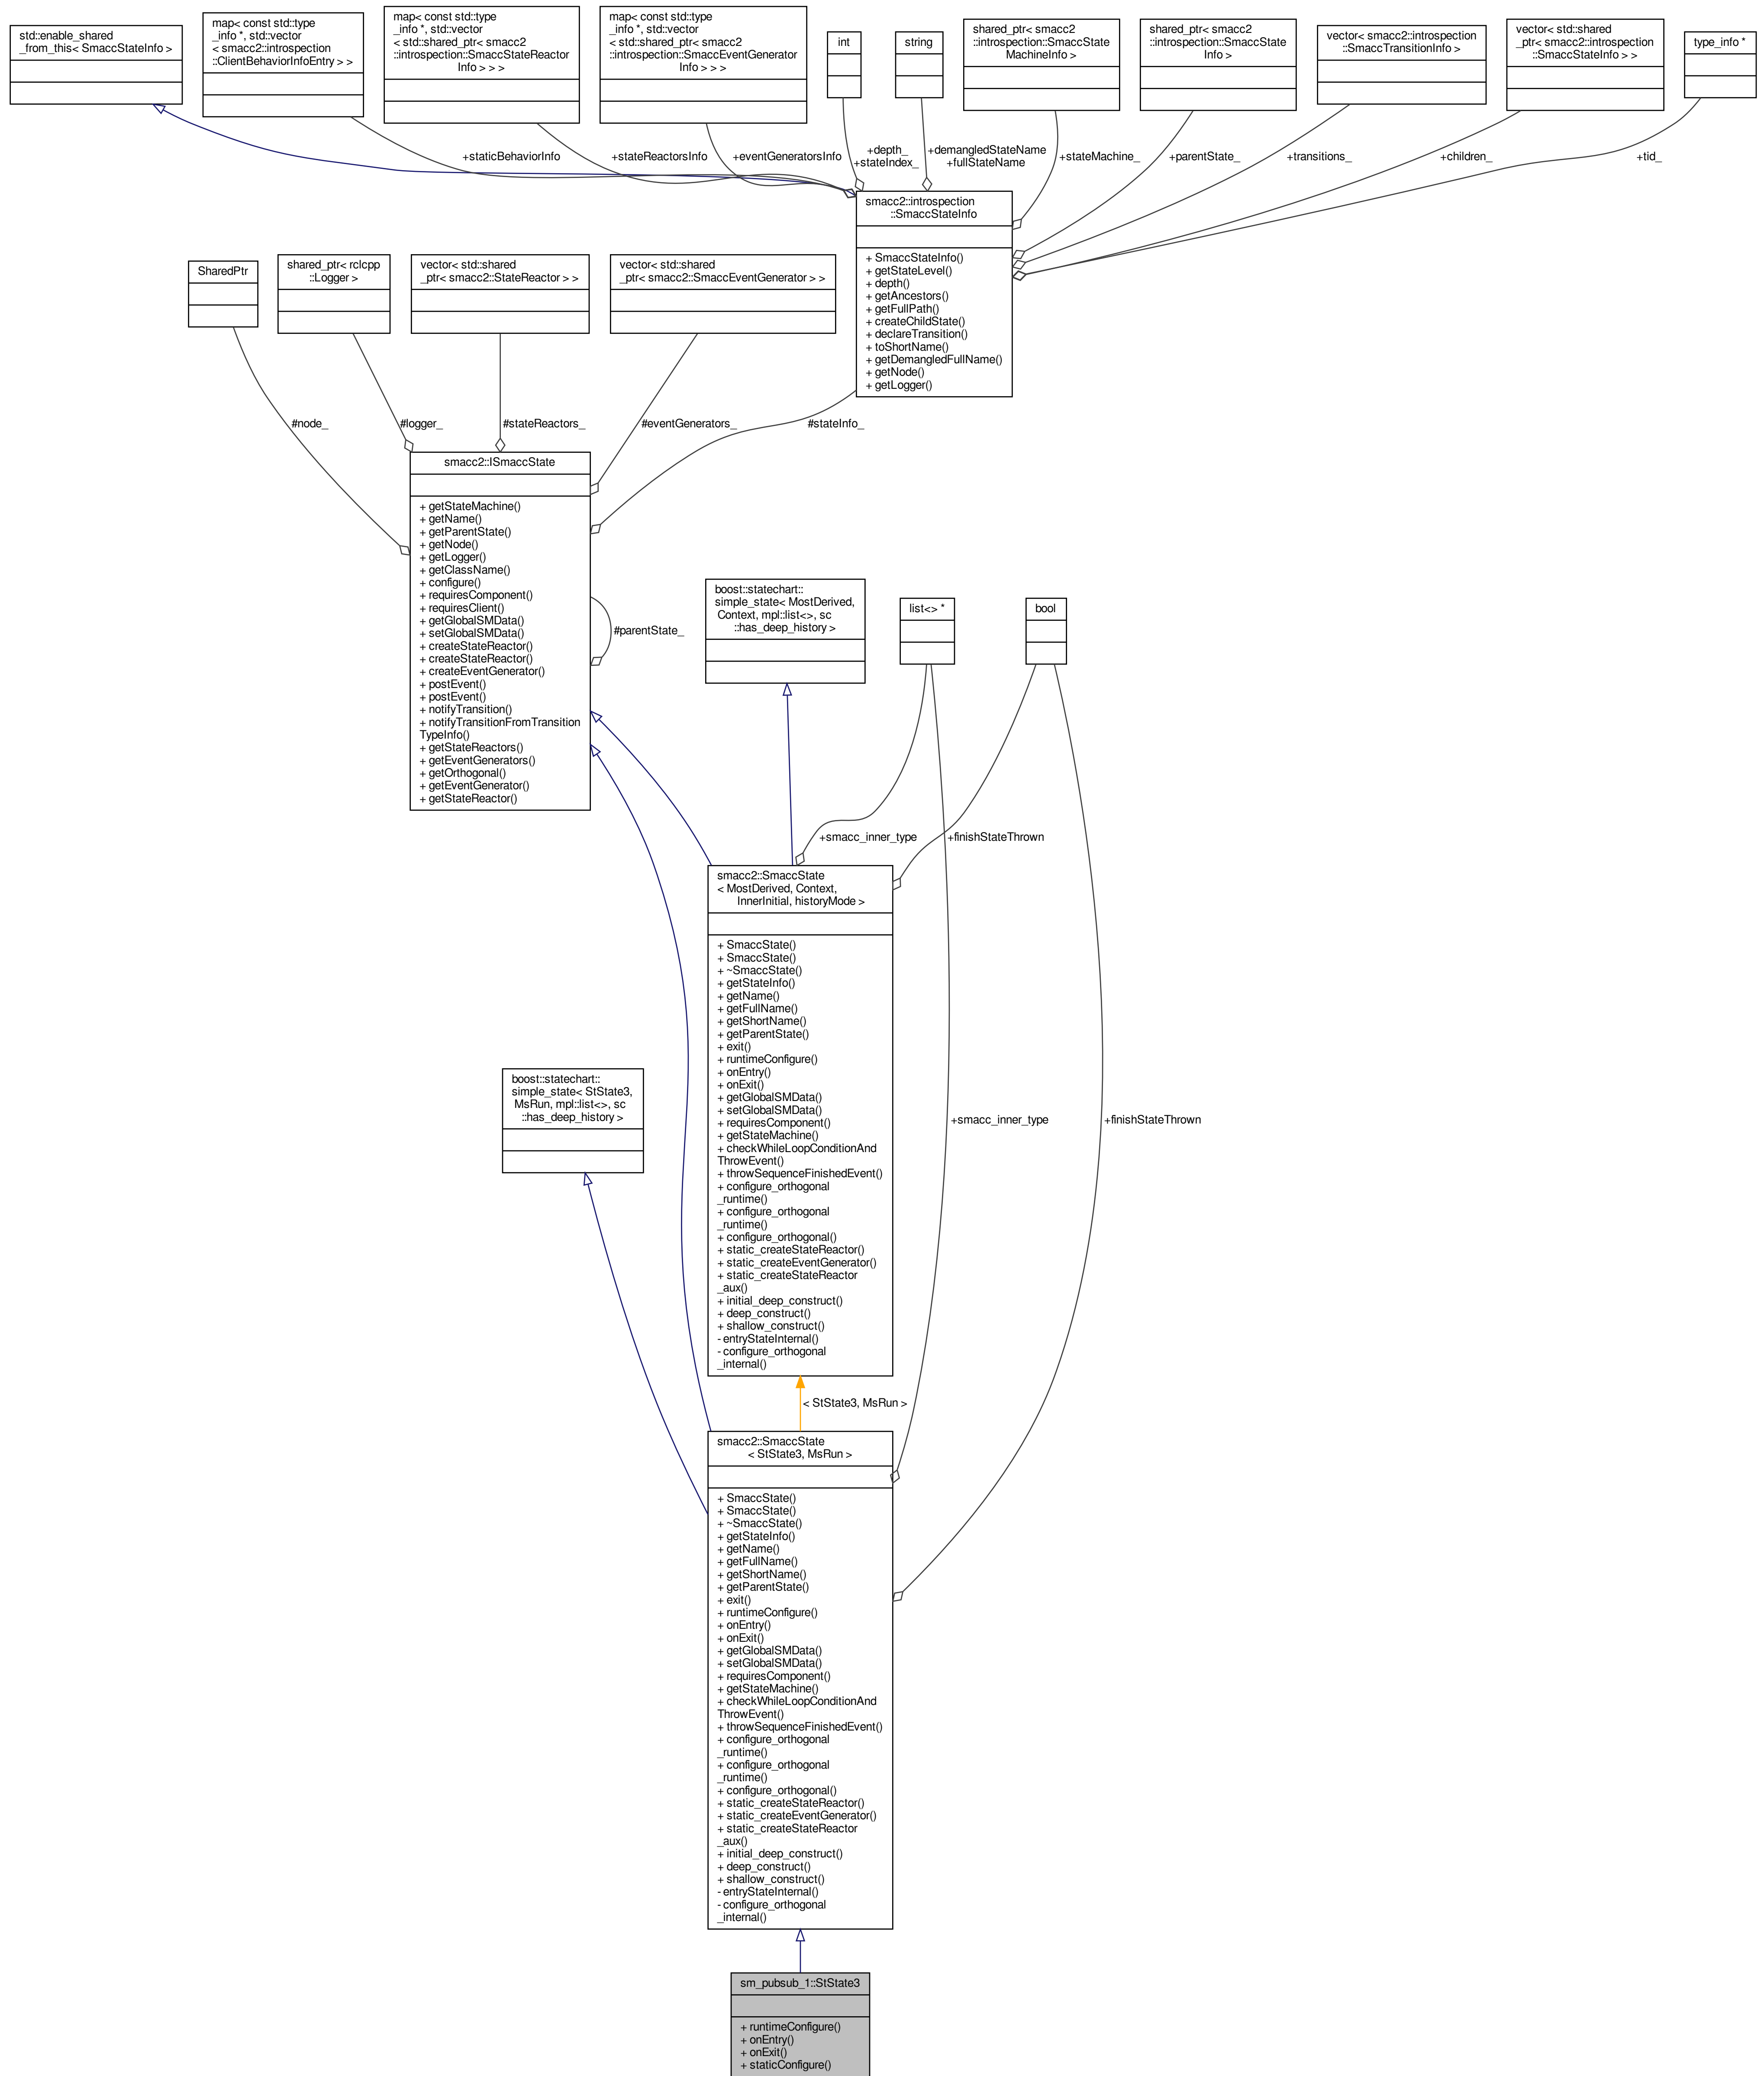 std::enable_shared
_from_this< SmaccStateInfo >
map< const std::type
_info *, std::vector
< smacc2::introspection
::ClientBehaviorInfoEntry > >
map< const std::type
_info *, std::vector
< std::shared_ptr< smacc2
::introspection::SmaccStateReactor
Info > > >
map< const std::type
_info *, std::vector
< std::shared_ptr< smacc2
::introspection::SmaccEventGenerator
Info > > >
int
string
shared_ptr< smacc2
::introspection::SmaccState
MachineInfo >
shared_ptr< smacc2
::introspection::SmaccState
Info >
vector< smacc2::introspection
::SmaccTransitionInfo >
vector< std::shared
_ptr< smacc2::introspection
::SmaccStateInfo > >
type_info *
+staticBehaviorInfo
+stateReactorsInfo
+eventGeneratorsInfo
+depth_
+stateIndex_
+demangledStateName
+fullStateName
+stateMachine_
+parentState_
+transitions_
+children_
+tid_
smacc2::introspection
::SmaccStateInfo
+ SmaccStateInfo()
+ getStateLevel()
+ depth()
+ getAncestors()
+ getFullPath()
+ createChildState()
+ declareTransition()
+ toShortName()
+ getDemangledFullName()
+ getNode()
+ getLogger()
SharedPtr
shared_ptr< rclcpp
::Logger >
vector< std::shared
_ptr< smacc2::StateReactor > >
vector< std::shared
_ptr< smacc2::SmaccEventGenerator > >
#node_
#logger_
#stateReactors_
#eventGenerators_
#stateInfo_
smacc2::ISmaccState
+ getStateMachine()
+ getName()
+ getParentState()
+ getNode()
+ getLogger()
+ getClassName()
+ configure()
+ requiresComponent()
+ requiresClient()
+ getGlobalSMData()
+ setGlobalSMData()
+ createStateReactor()
+ createStateReactor()
+ createEventGenerator()
+ postEvent()
+ postEvent()
+ notifyTransition()
+ notifyTransitionFromTransition
TypeInfo()
+ getStateReactors()
+ getEventGenerators()
+ getOrthogonal()
+ getEventGenerator()
+ getStateReactor()
#parentState_
boost::statechart::
simple_state< MostDerived,
Context, mpl::list<>, sc
::has_deep_history >
list<> *
bool
+smacc_inner_type
+finishStateThrown
smacc2::SmaccState
< MostDerived, Context,
InnerInitial, historyMode >
+ SmaccState()
+ SmaccState()
+ ~SmaccState()
+ getStateInfo()
+ getName()
+ getFullName()
+ getShortName()
+ getParentState()
+ exit()
+ runtimeConfigure()
+ onEntry()
+ onExit()
+ getGlobalSMData()
+ setGlobalSMData()
+ requiresComponent()
+ getStateMachine()
+ checkWhileLoopConditionAnd
ThrowEvent()
+ throwSequenceFinishedEvent()
+ configure_orthogonal
_runtime()
+ configure_orthogonal
_runtime()
+ configure_orthogonal()
+ static_createStateReactor()
+ static_createEventGenerator()
+ static_createStateReactor
_aux()
+ initial_deep_construct()
+ deep_construct()
+ shallow_construct()
- entryStateInternal()
- configure_orthogonal
_internal()
boost::statechart::
simple_state< StState3,
MsRun, mpl::list<>, sc
::has_deep_history >
+smacc_inner_type
+finishStateThrown
< StState3, MsRun >
smacc2::SmaccState
< StState3, MsRun >
+ SmaccState()
+ SmaccState()
+ ~SmaccState()
+ getStateInfo()
+ getName()
+ getFullName()
+ getShortName()
+ getParentState()
+ exit()
+ runtimeConfigure()
+ onEntry()
+ onExit()
+ getGlobalSMData()
+ setGlobalSMData()
+ requiresComponent()
+ getStateMachine()
+ checkWhileLoopConditionAnd
ThrowEvent()
+ throwSequenceFinishedEvent()
+ configure_orthogonal
_runtime()
+ configure_orthogonal
_runtime()
+ configure_orthogonal()
+ static_createStateReactor()
+ static_createEventGenerator()
+ static_createStateReactor
_aux()
+ initial_deep_construct()
+ deep_construct()
+ shallow_construct()
- entryStateInternal()
- configure_orthogonal
_internal()
sm_pubsub_1::StState3
+ runtimeConfigure()
+ onEntry()
+ onExit()
+ staticConfigure()